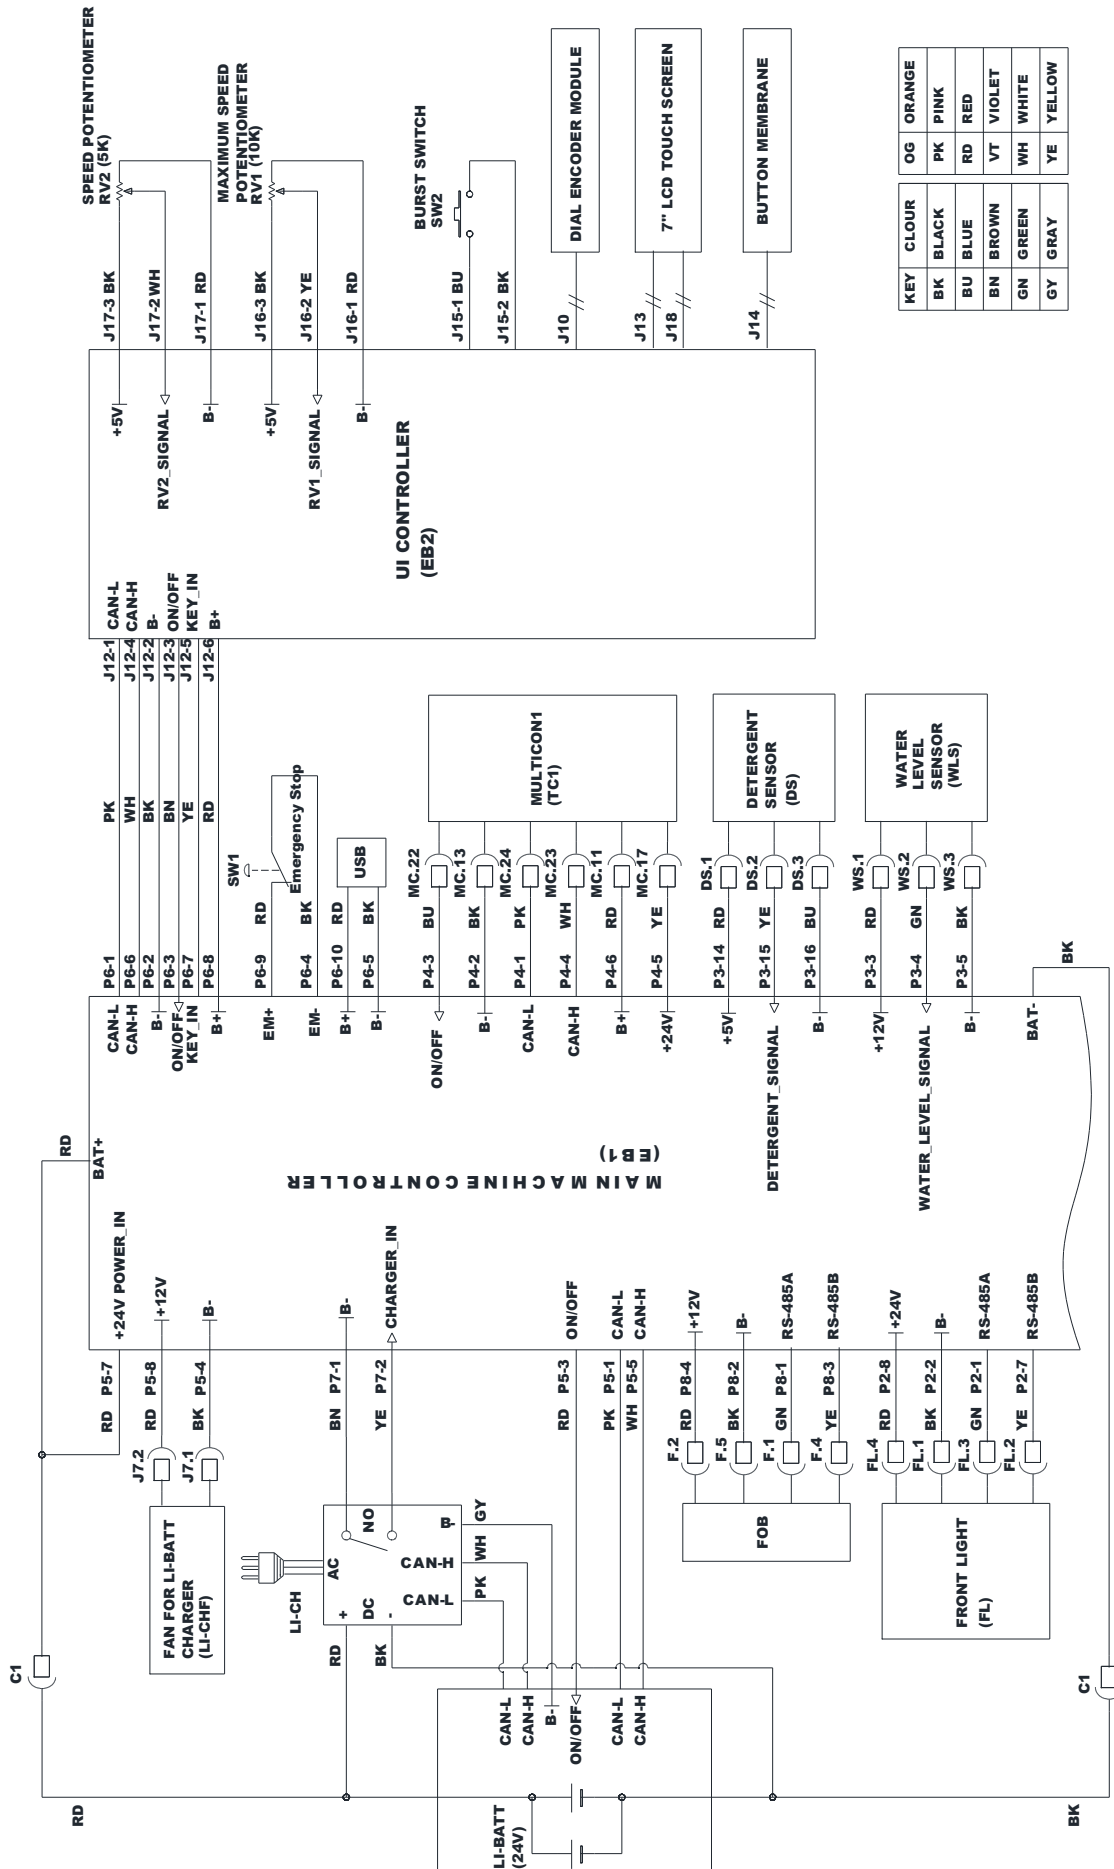 SPEED POTENTIOMETER
RV2 (5K)
MAXIMUM SPEED
POTENTIOMETER
RV1 (10K)
BURST SWITCH
SW2
DIAL ENCODER MODULE
7" LCD TOUCH SCREEN
BUTTON MEMBRANE
J17-3 BK
J17-2 WH
J17-1 RD
J16-3 BK
J16-2 YE
J16-1 RD
J15-1 BU
J15-2 BK
J10
J13
J18
J14
+5V
RV2_SIGNAL
B-
+5V
RV1_SIGNAL
B-
UI CONTROLLER
(EB2)
CAN-L
CAN-H
B-
ON/OFF
KEY_IN
B+
J12-1
J12-4
J12-2
J12-3
J12-5
J12-6
PK
WH
BK
BN
YE
RD
P6-1
P6-6
P6-2
P6-3
P6-7
P6-8
CAN-L
CAN-H
B-
ON/OFF
KEY_IN
B+
SW1
Emergency Stop
RD
BK
P6-9
P6-4
EM+
EM-
USB
RD
BK
P6-10
P6-5
B+
B-
MULTICON1
(TC1)
MC.22
MC.13
MC.24
MC.23
MC.11
MC.17
BU
BK
PK
WH
RD
YE
P4-3
P4-2
P4-1
P4-4
P4-6
P4-5
ON/OFF
B-
CAN-L
CAN-H
B+
+24V
DETERGENT
SENSOR
(DS)
DS.1
DS.2
DS.3
RD
YE
BU
P3-14
P3-15
P3-16
+5V
DETERGENT_SIGNAL
B-
WATER
LEVEL
SENSOR
(WLS)
WS.1
WS.2
WS.3
RD
GN
BK
P3-3
P3-4
P3-5
+12V
WATER_LEVEL_SIGNAL
B-
BK
BAT-
RD
BAT+
MAIN MACHINE CONTROLLER
(EB1)
+24V POWER_IN
+12V
B-
B-
CHARGER_IN
ON/OFF
CAN-L
CAN-H
+12V
B-
RS-485A
RS-485B
+24V
B-
RS-485A
RS-485B
RD P5-7
RD P5-8
BK P5-4
BN P7-1
YE P7-2
RD P5-3
PK P5-1
WH P5-5
RD P8-4
BK P8-2
GN P8-1
YE P8-3
RD P2-8
BK P2-2
GN P2-1
YE P2-7
J7.2
J7.1
F.2
F.5
F.1
F.4
FL.4
FL.1
FL.3
FL.2
FAN FOR LI-BATT
CHARGER
(LI-CHF)
LI-CH
AC
NO
+
DC
-
B-
CAN-H
CAN-L
GY
WH
PK
RD
BK
FOB
FRONT LIGHT
(FL)
C1
C1
CAN-L
CAN-H
B-
ON/OFF
CAN-L
CAN-H
RD
LI-BATT
(24V)
BK
KEY CLOUR OG ORANGE
BK BLACK PK PINK
BU BLUE RD RED
BN BROWN VT VIOLET
GN GREEN WH WHITE
GY GRAY YE YELLOW